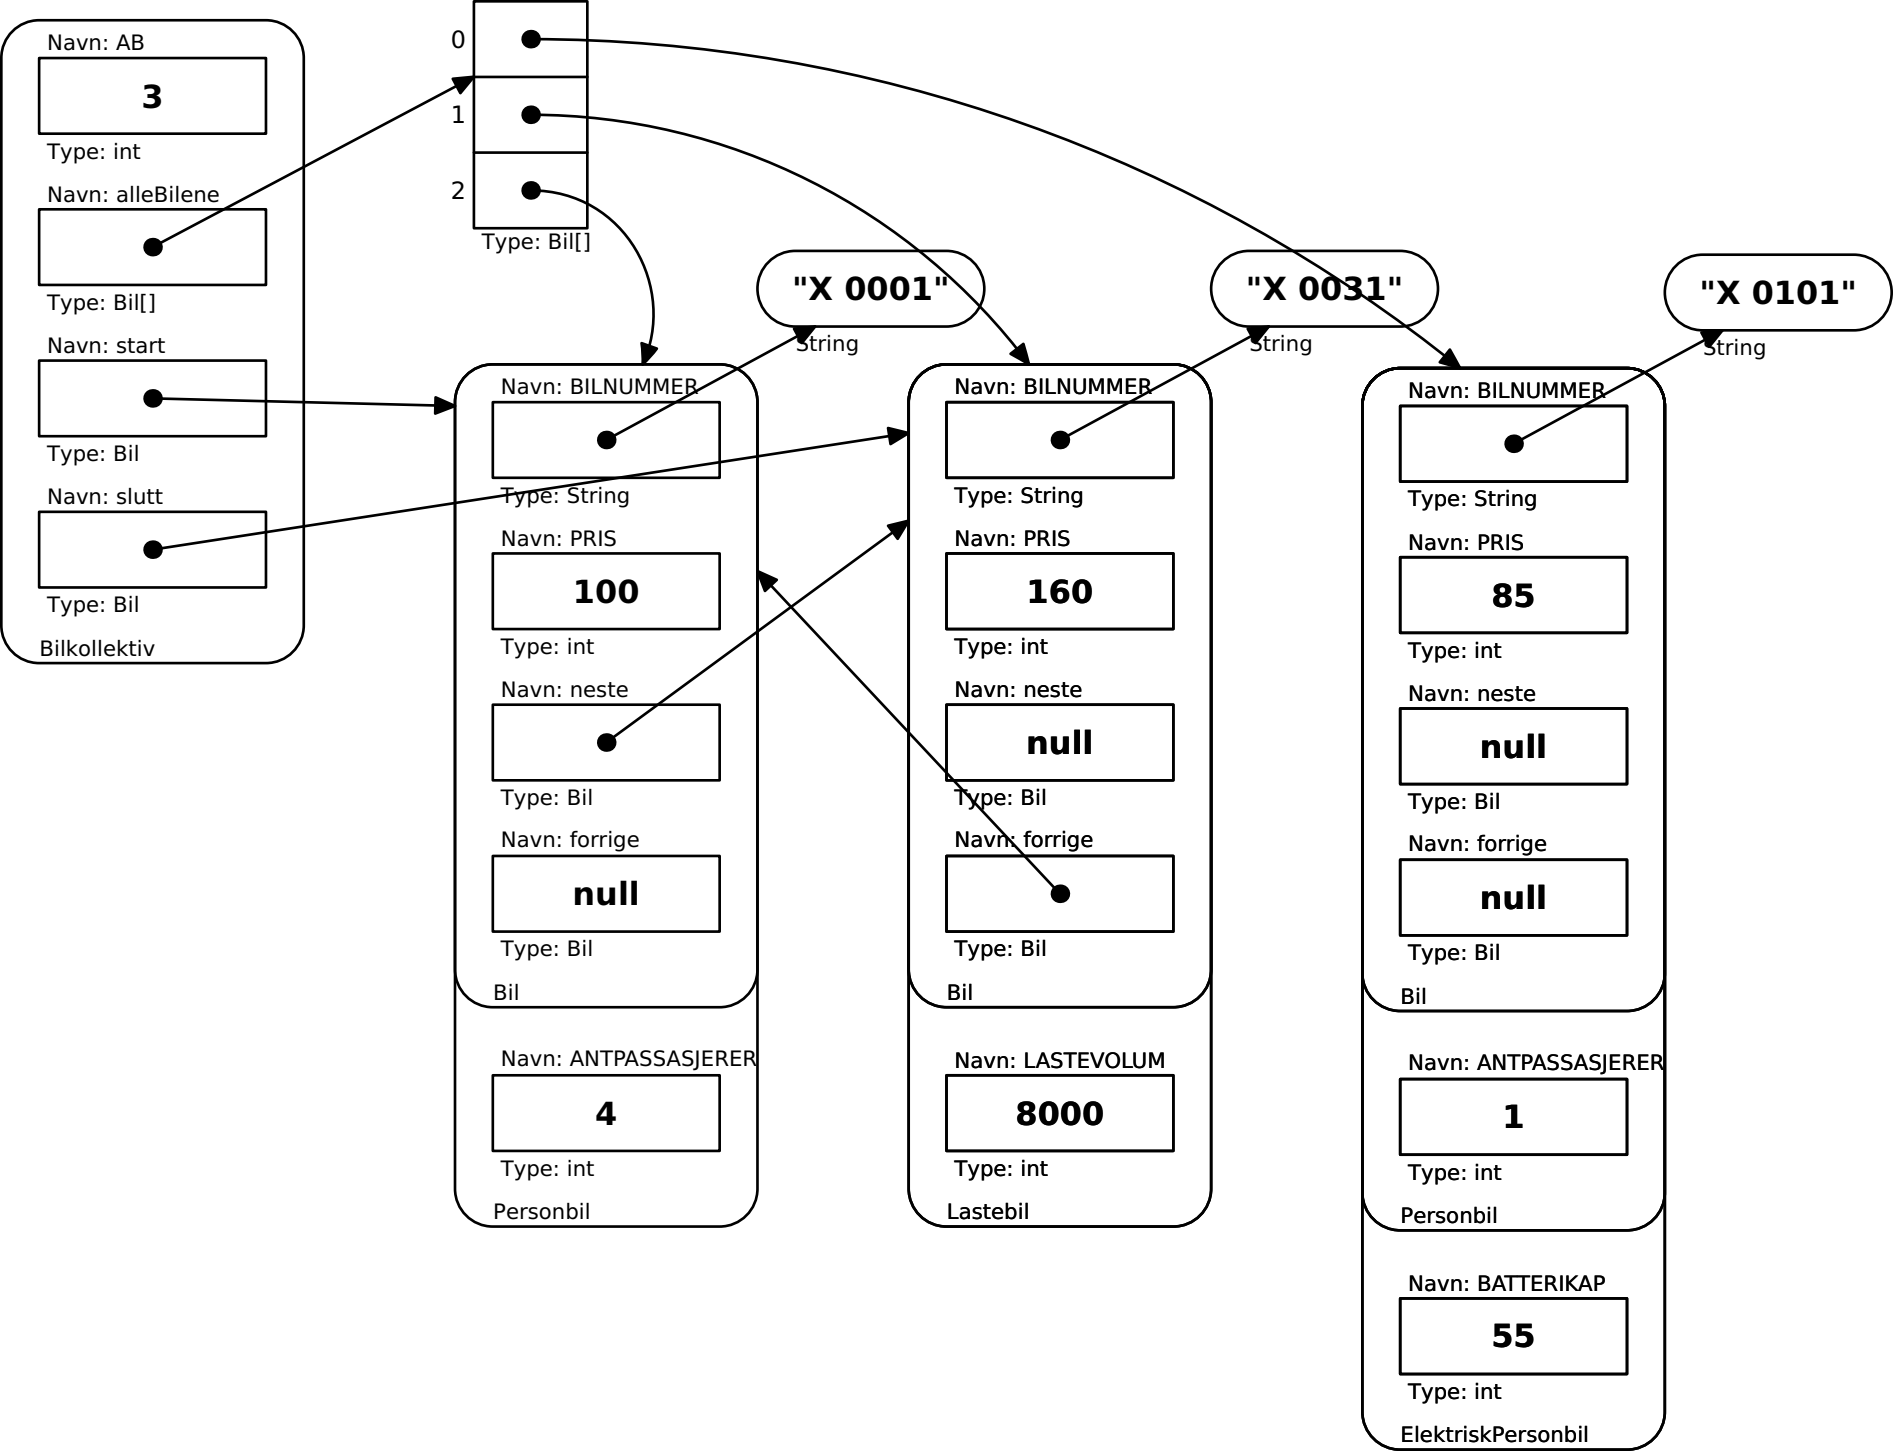 Navn: AB
3
Type: int
Navn: alleBilene
Type: Bil[]
Navn: start
Type: Bil
Navn: slutt
Type: Bil
Bilkollektiv
0
1
2
Type: Bil[]
"X 0001"
String
"X 0031"
String
"X 0101"
String
Navn: BILNUMMER
Type: String
Navn: PRIS
100
Type: int
Navn: neste
Type: Bil
Navn: forrige
null
Type: Bil
Bil
Navn: ANTPASSASJERER
4
Type: int
Personbil
Navn: BILNUMMER
Type: String
Navn: PRIS
160
Type: int
Navn: neste
null
Type: Bil
Navn: forrige
Type: Bil
Bil
Navn: LASTEVOLUM
8000
Type: int
Lastebil
Navn: BILNUMMER
Type: String
Navn: PRIS
85
Type: int
Navn: neste
null
Type: Bil
Navn: forrige
null
Type: Bil
Bil
Navn: ANTPASSASJERER
1
Type: int
Personbil
Navn: BATTERIKAP
55
Type: int
ElektriskPersonbil